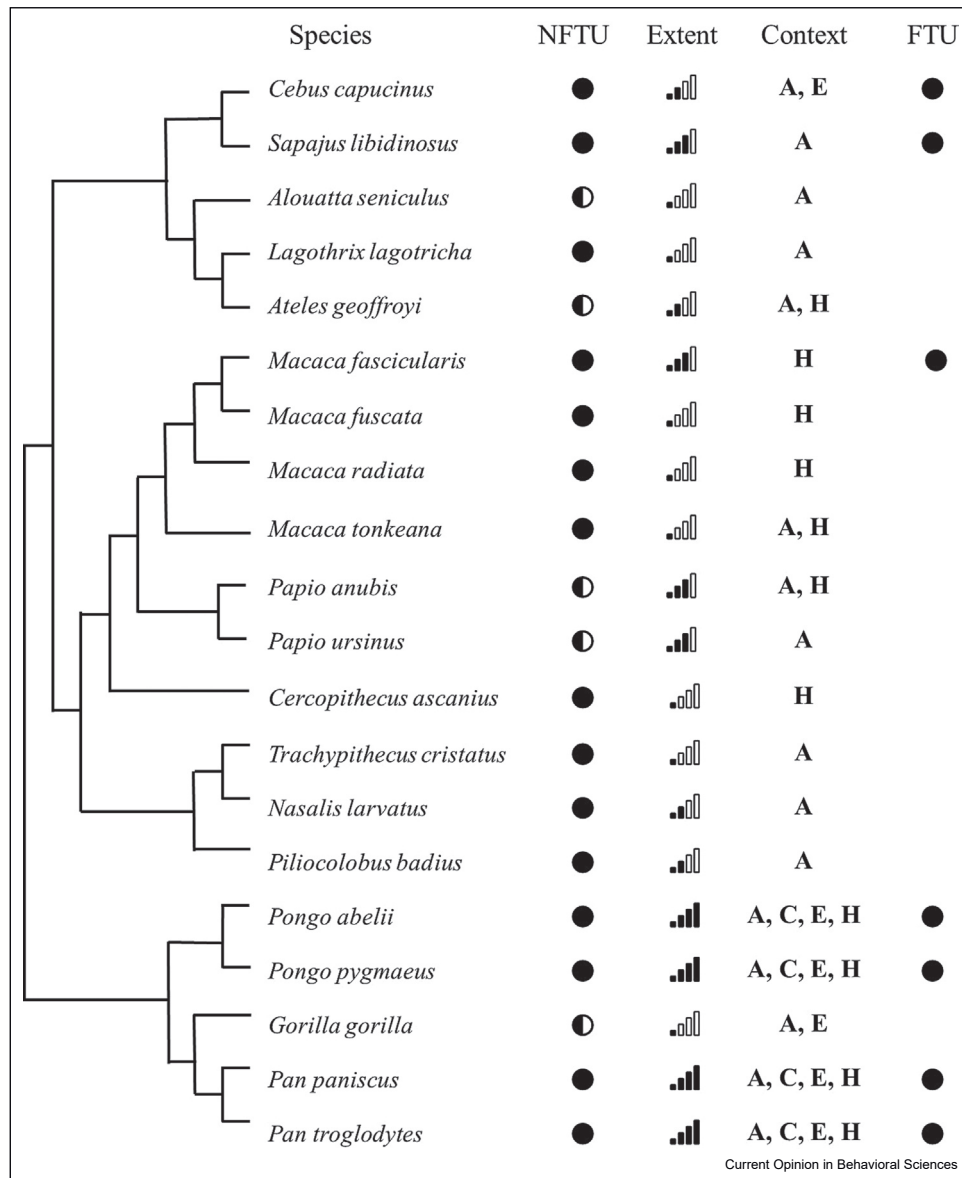 Species NFTU Extent Context FTU
Cebus capucinus A, E
Sapajus libidinosus A
Alouatta seniculus A
Lagothrix lagotricha A
Ateles geoffroyi A, H
Macaca fascicularis H
Macaca fuscata H
Macaca radiata H
Macaca tonkeana A, H
Papio anubis A, H
Papio ursinus A
Cercopithecus ascanius H
Trachypithecus cristatus A
Nasalis larvatus A
Piliocolobus badius A
Pongo abelii A, C, E, H
Pongo pygmaeus A, C, E, H
Gorilla gorilla A, E
Pan paniscus A, C, E, H
Pan troglodytes A, C, E, H
Current Opinion in Behavioral Sciences